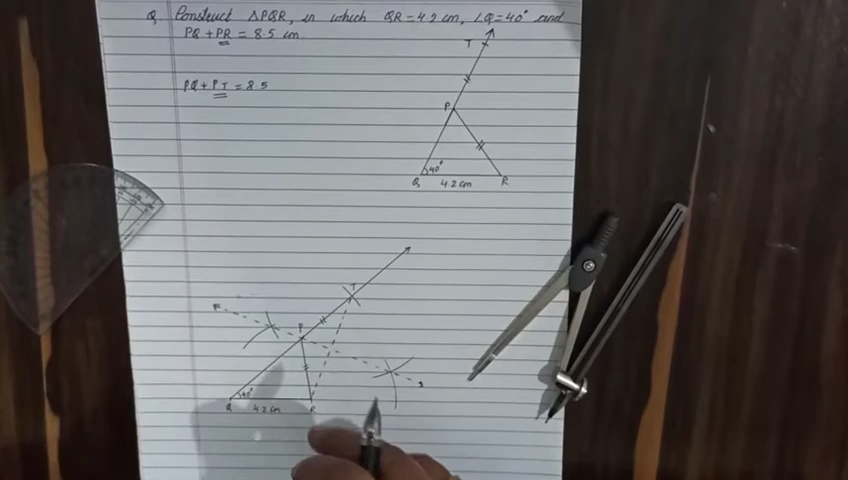 Q Construct △PQR, in which QR = 4.2 cm, ∠Q = 40° and
PQ + PR = 8.5 cm.
T
PQ + PT = 8.5
P
40°
Q 4.2 cm R
T
P
40°
Q 4.2 cm R